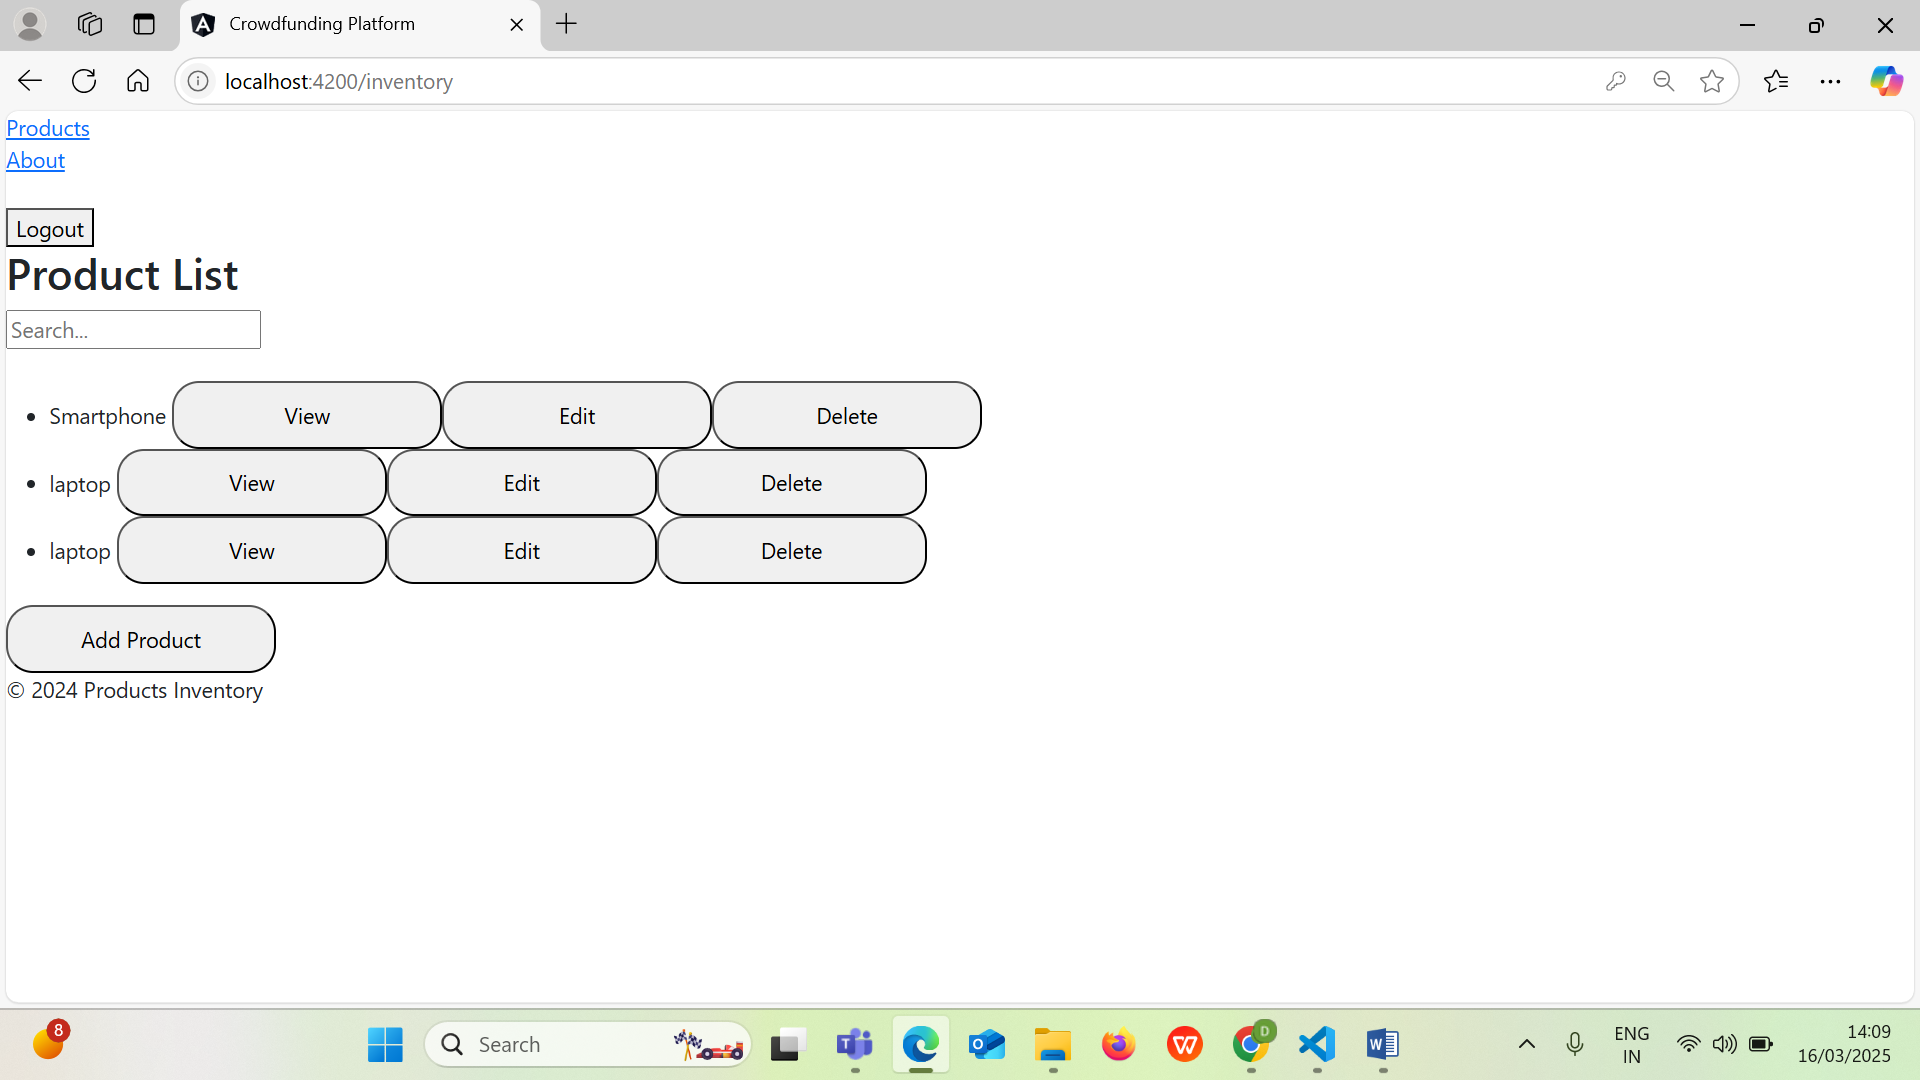 Crowdfunding Platform
localhost:4200/inventory
Products
About
Logout
Product List
Search...
Smartphone View Edit Delete
laptop View Edit Delete
laptop View Edit Delete
Add Product
© 2024 Products Inventory
8
Search
D
ENG
IN
14:09
16/03/2025